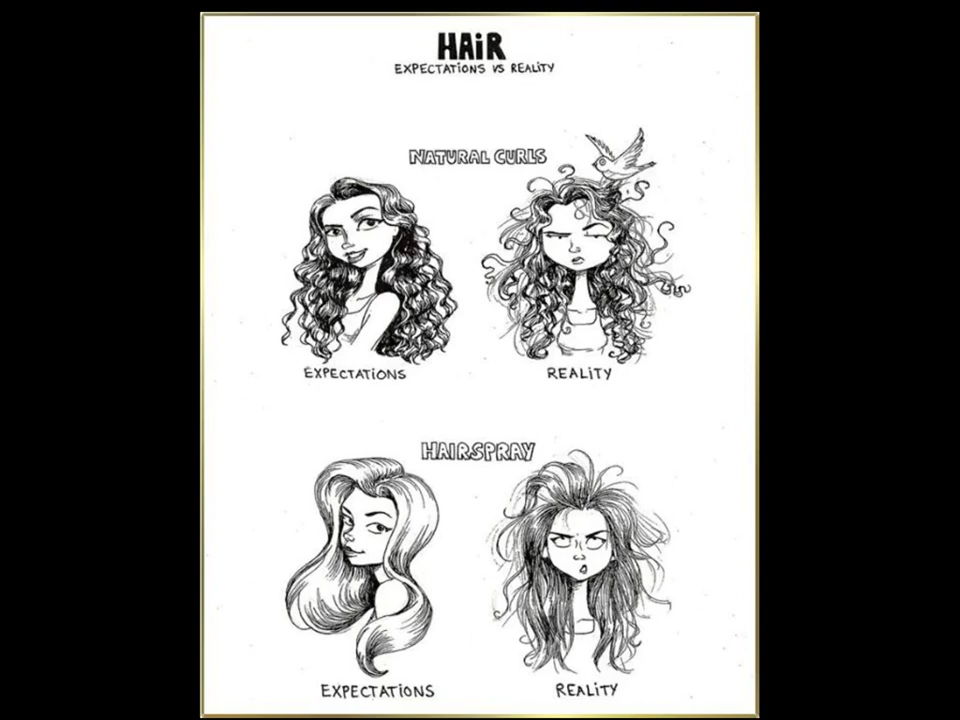 HAiR
EXPECTATiONS VS REALiTY
NATURAL CURLS
EXPECTATiONS
REALiTY
HAIRSPRAY
EXPECTATiONS
REALiTY